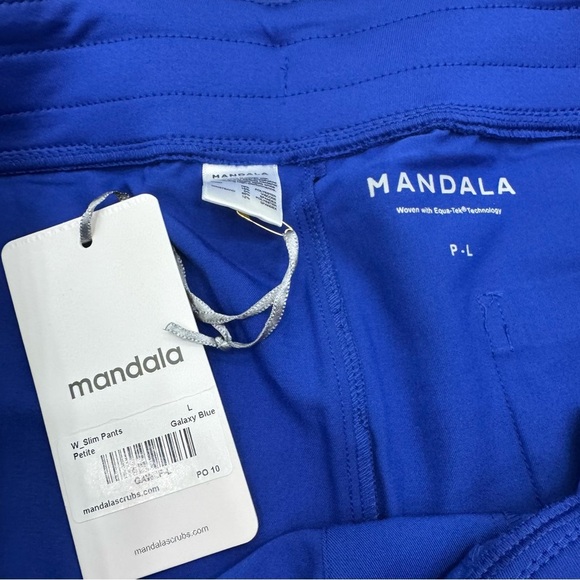 MANDALA
MANDALA
Woven with Equa-Tek® Technology
P - L
mandala
L
W_Slim Pants Galaxy Blue
Petite
PO 10
mandalascrubs.com
mandalascrubs.com